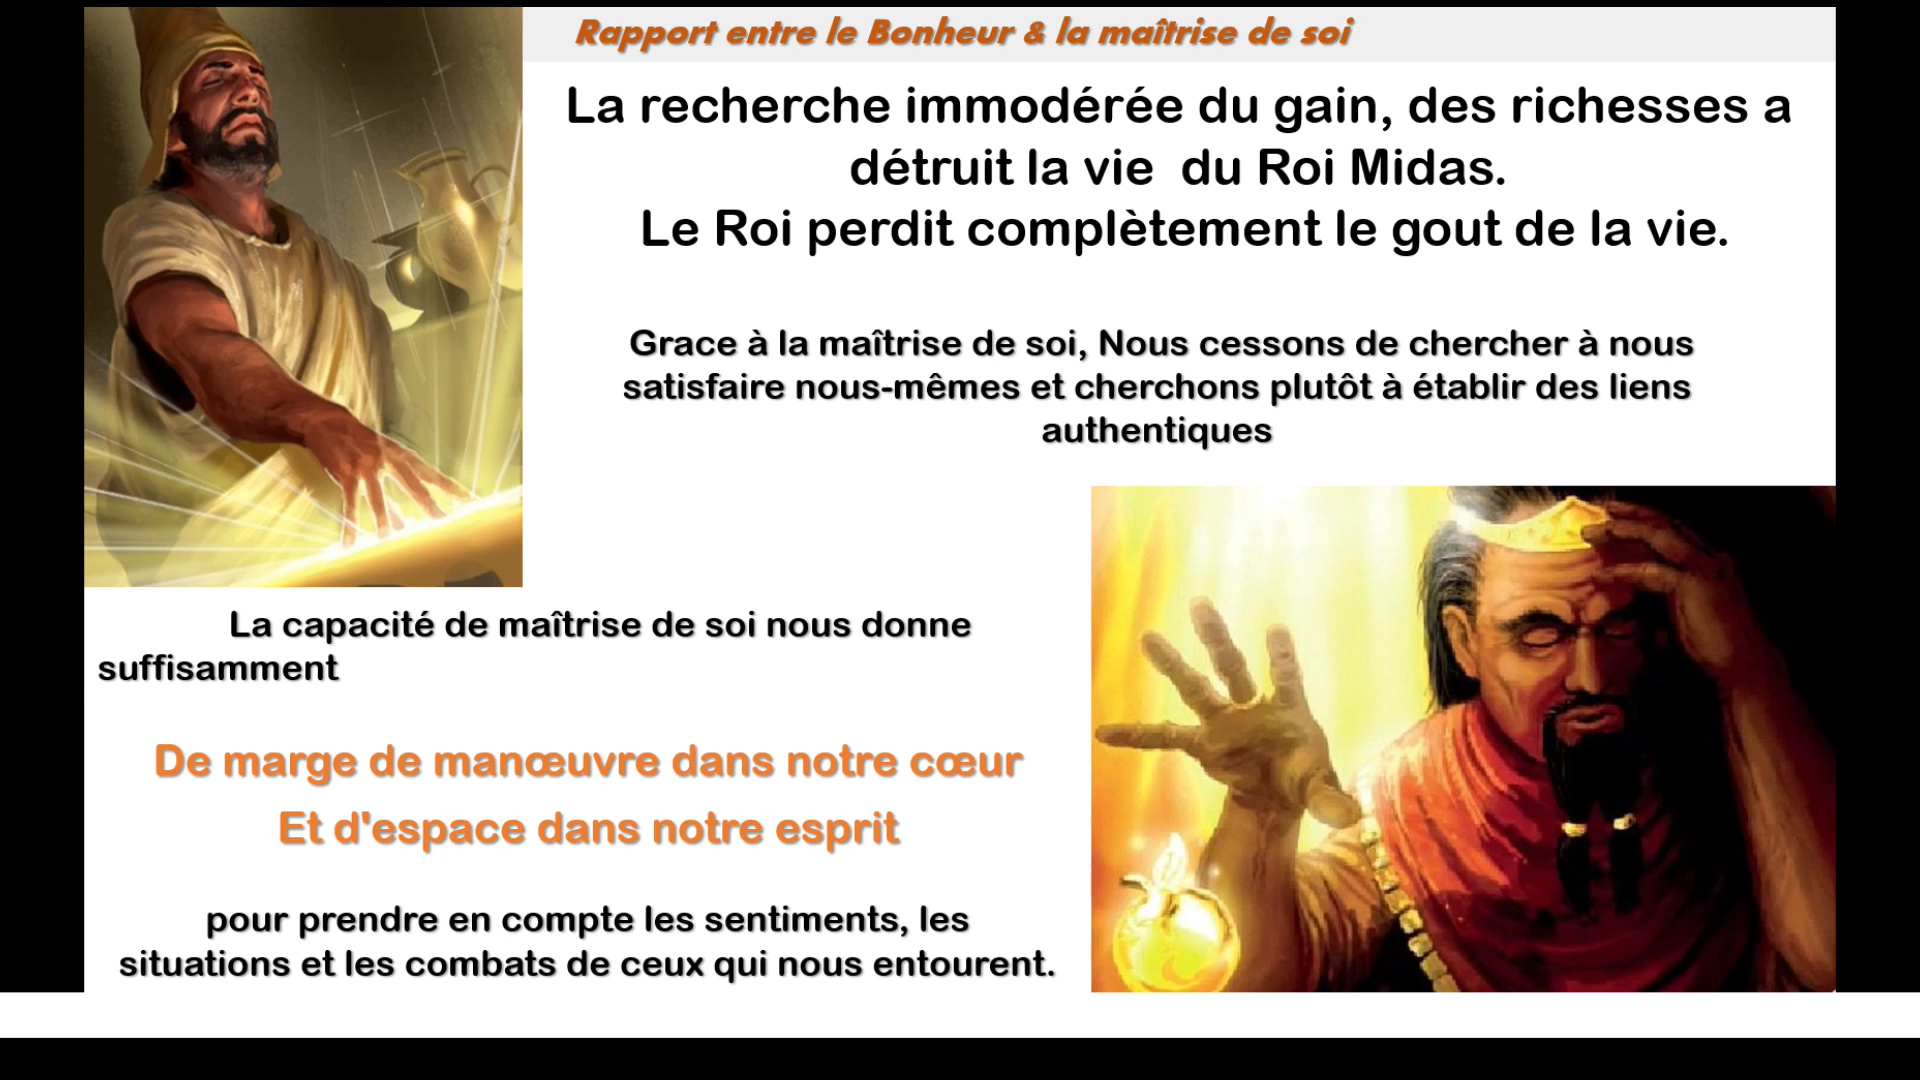 Rapport entre le Bonheur & la maîtrise de soi
La recherche immodérée du gain, des richesses a
détruit la vie du Roi Midas.
Le Roi perdit complètement le gout de la vie.
Grace à la maîtrise de soi, Nous cessons de chercher à nous
satisfaire nous-mêmes et cherchons plutôt à établir des liens
authentiques
La capacité de maîtrise de soi nous donne
suffisamment
De marge de manœuvre dans notre cœur
Et d'espace dans notre esprit
pour prendre en compte les sentiments, les
situations et les combats de ceux qui nous entourent.